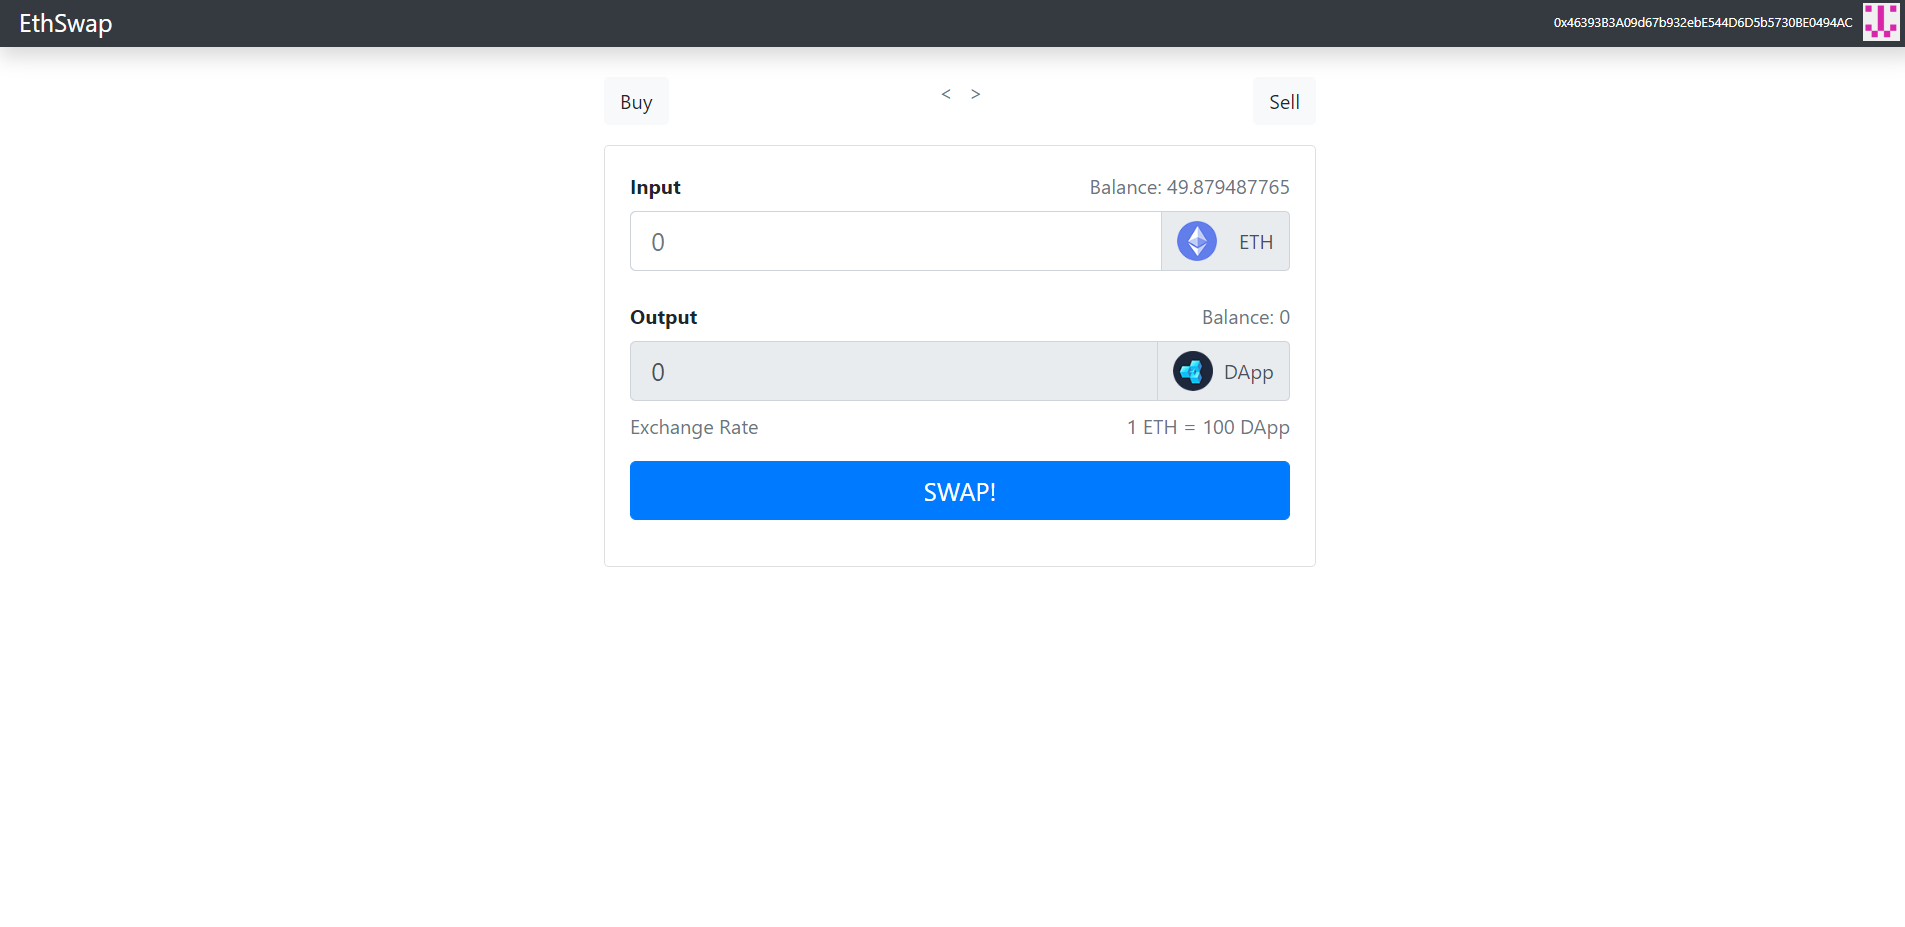 EthSwap
0x46393B3A09d67b932ebE544D6D5b5730BE0494AC
Buy < > Sell
Input Balance: 49.879487765
0 ETH
Output Balance: 0
0 DApp
Exchange Rate 1 ETH = 100 DApp
SWAP!